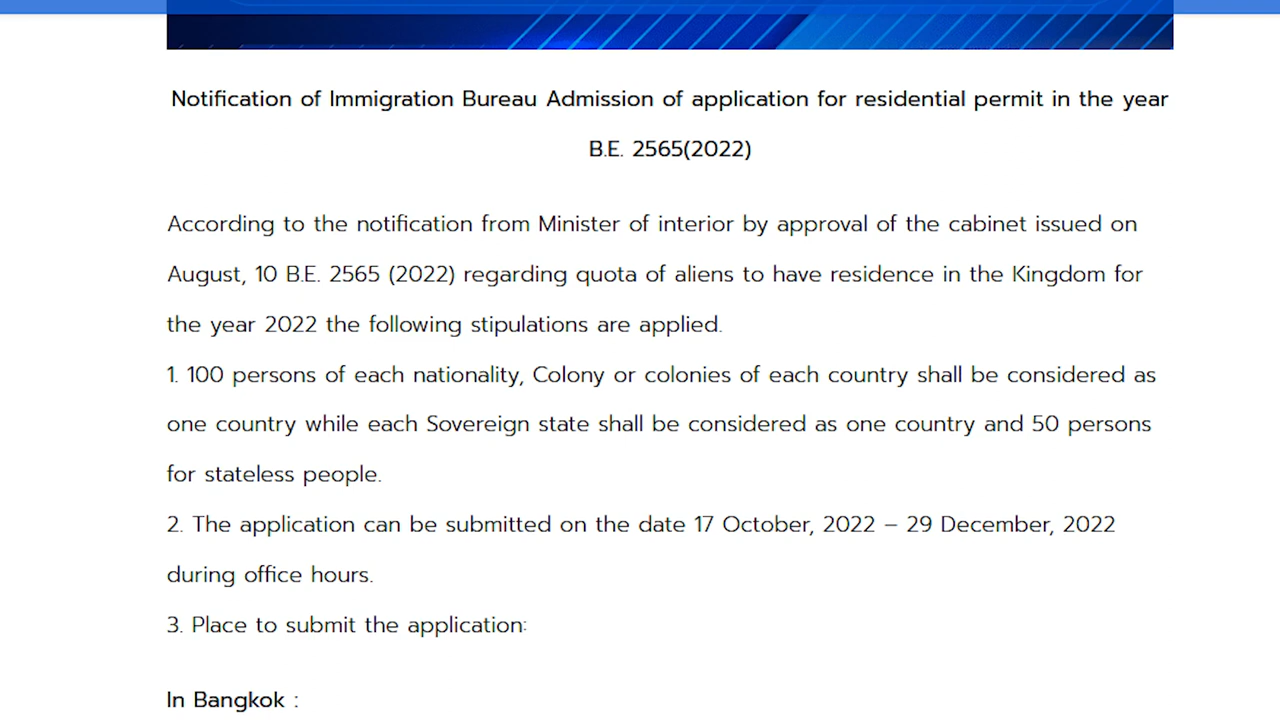 Notification of Immigration Bureau Admission of application for residential permit in the year
B.E. 2565(2022)
According to the notification from Minister of interior by approval of the cabinet issued on
August, 10 B.E. 2565 (2022) regarding quota of aliens to have residence in the Kingdom for
the year 2022 the following stipulations are applied.
1. 100 persons of each nationality, Colony or colonies of each country shall be considered as
one country while each Sovereign state shall be considered as one country and 50 persons
for stateless people.
2. The application can be submitted on the date 17 October, 2022 – 29 December, 2022
during office hours.
3. Place to submit the application:
In Bangkok :